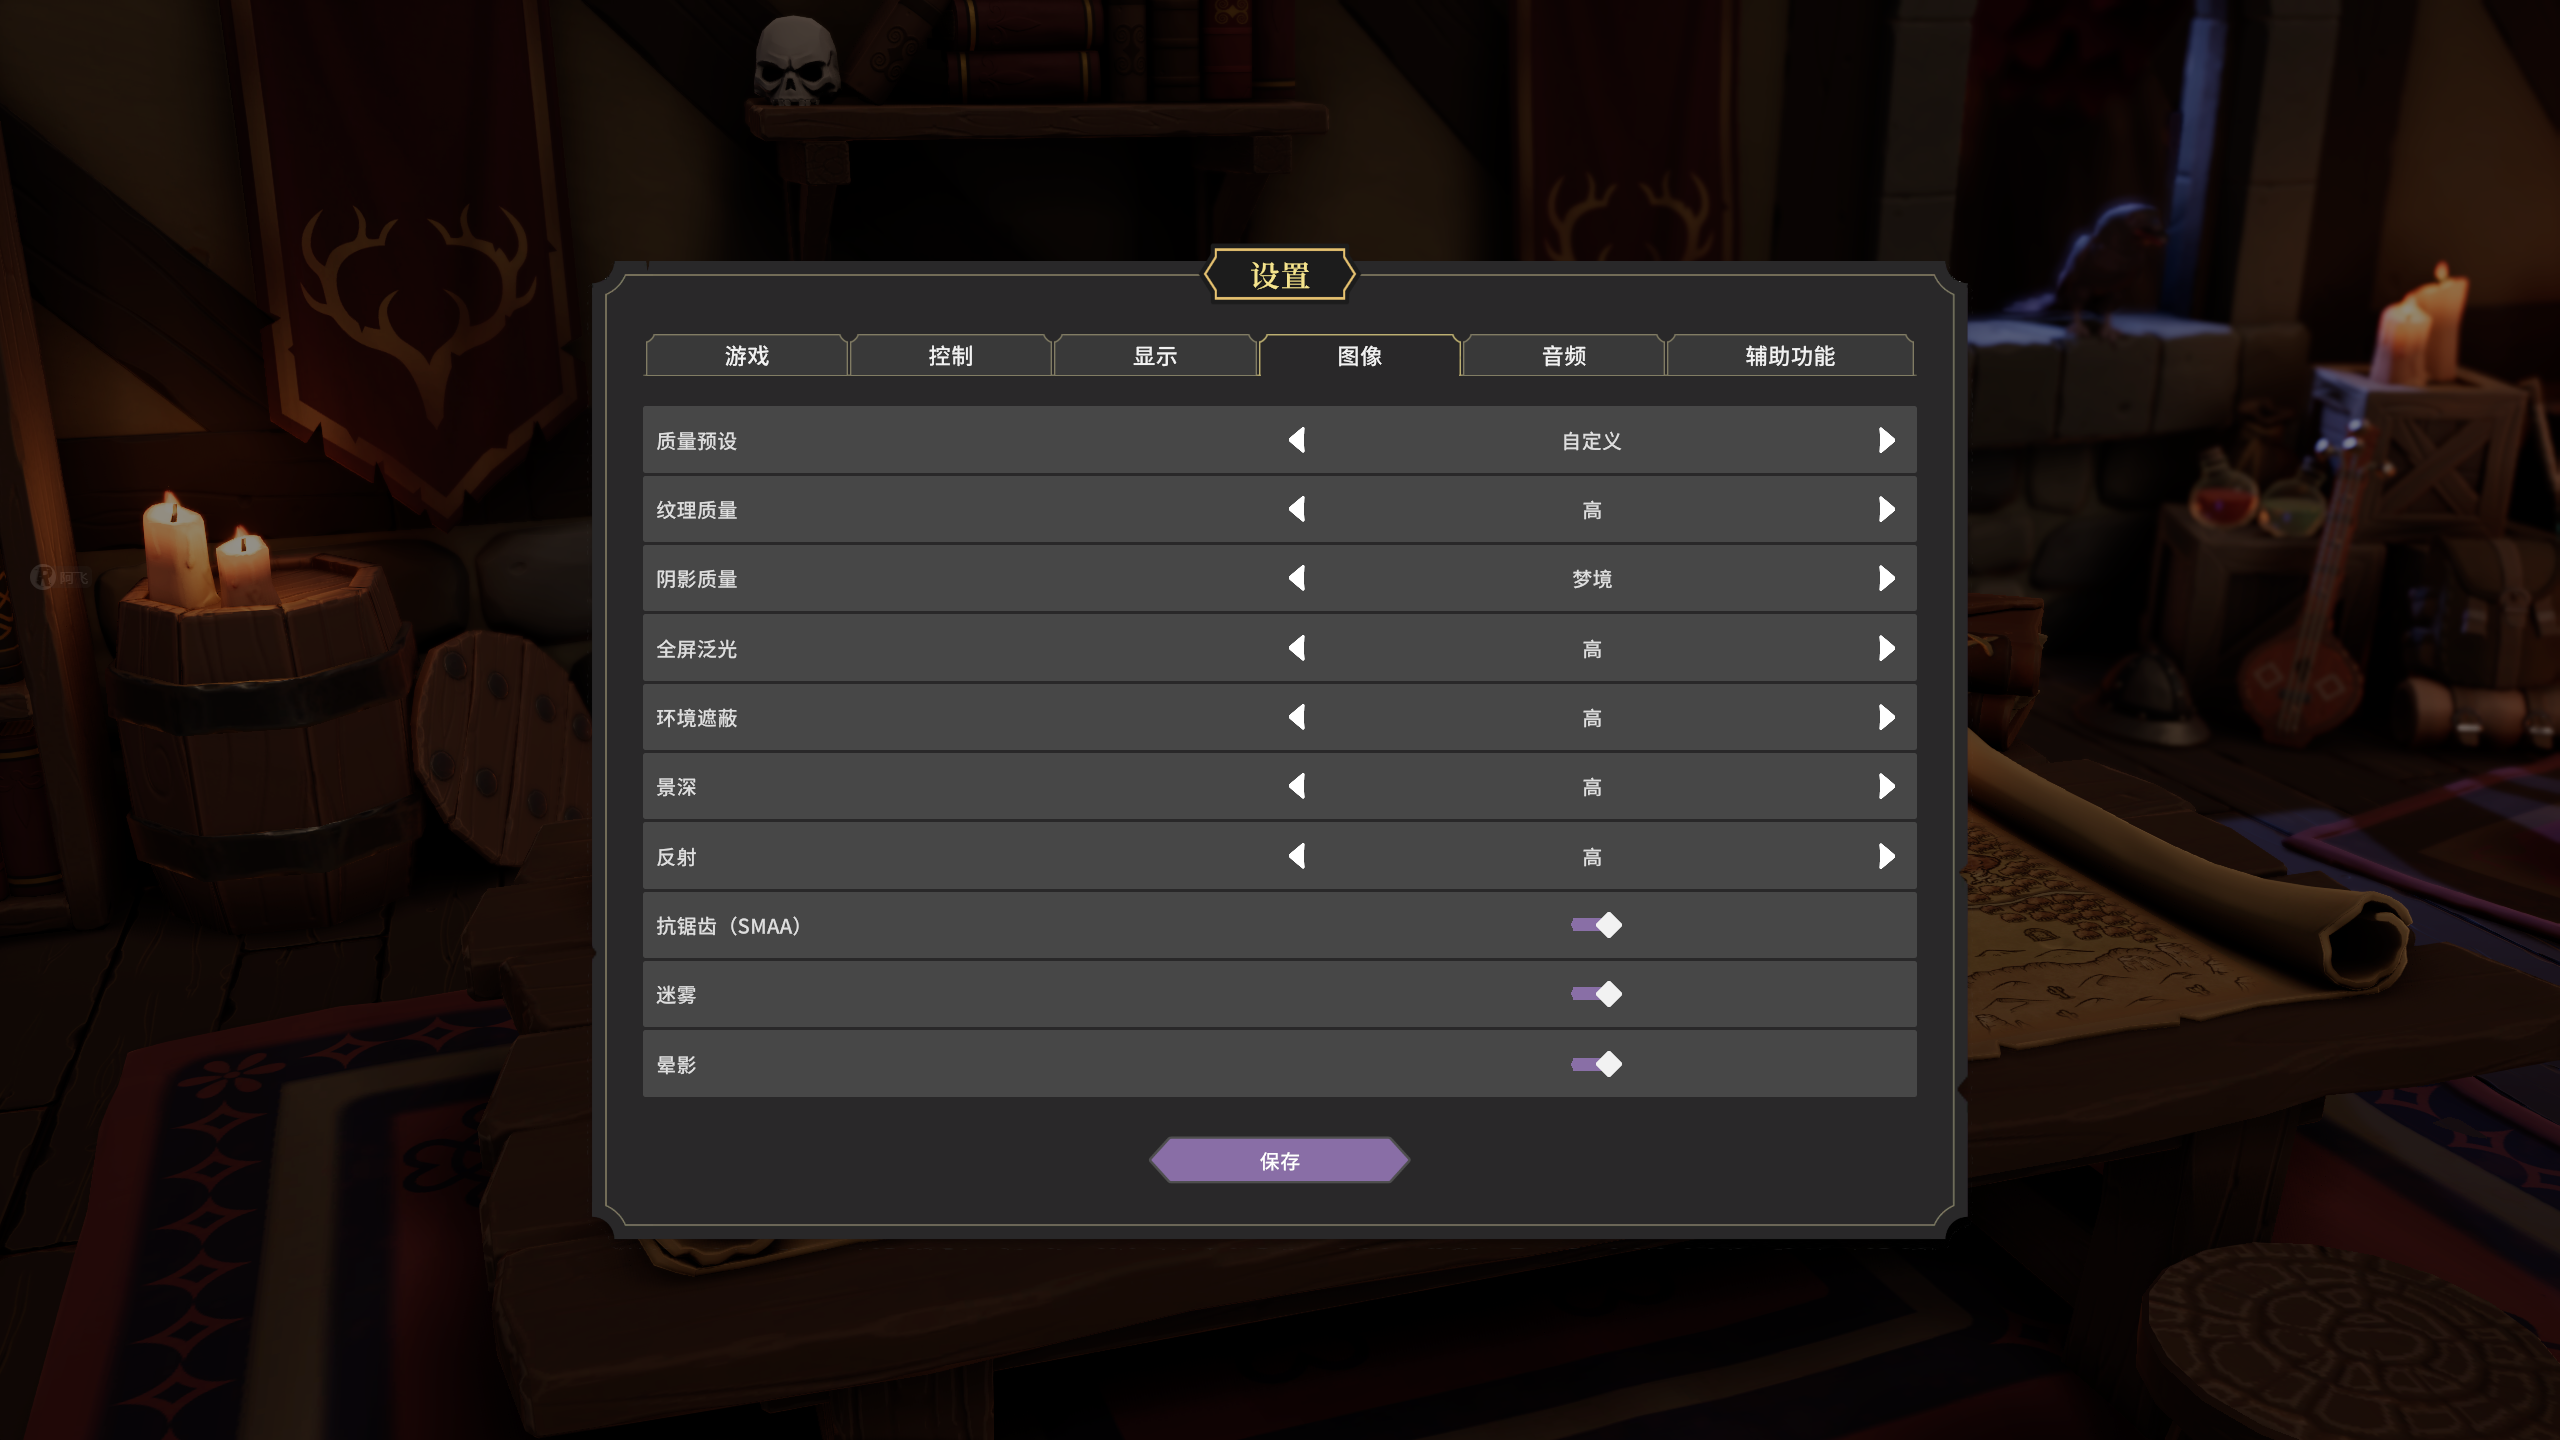 设置
游戏 控制 显示 图像 音频 辅助功能
质量预设 自定义
纹理质量 高
阴影质量 梦境
全屏泛光 高
环境遮蔽 高
景深 高
反射 高
抗锯齿（SMAA）
迷雾
晕影
保存
R 阿飞